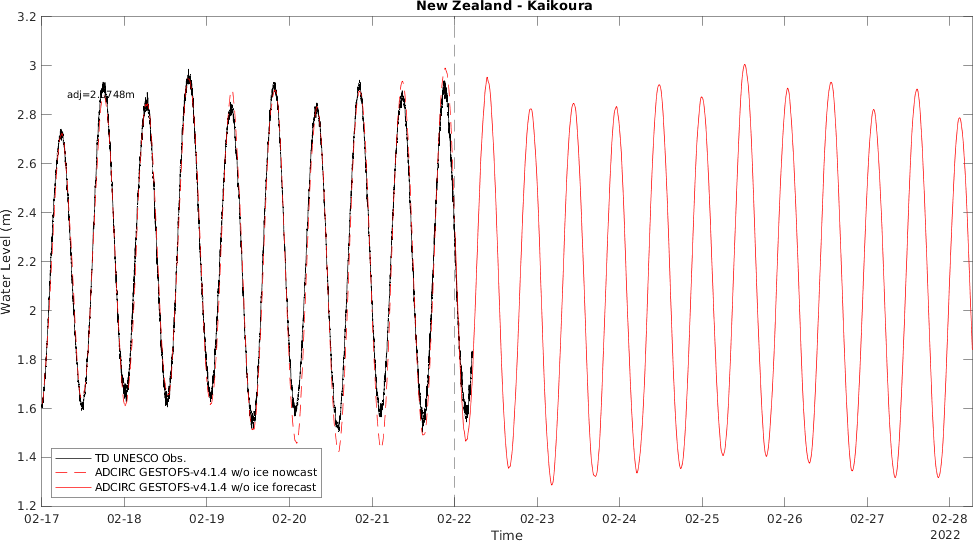 New Zealand - Kaikoura
3.2
3
2.8
2.6
2.4
2.2
2
1.8
1.6
1.4
1.2
Water Level (m)
TD UNESCO Obs.
ADCIRC GESTOFS-v4.1.4 w/o ice nowcast
ADCIRC GESTOFS-v4.1.4 w/o ice forecast
02-17 02-18 02-19 02-20 02-21 02-22 02-23 02-24 02-25 02-26 02-27 02-28
Time
2022